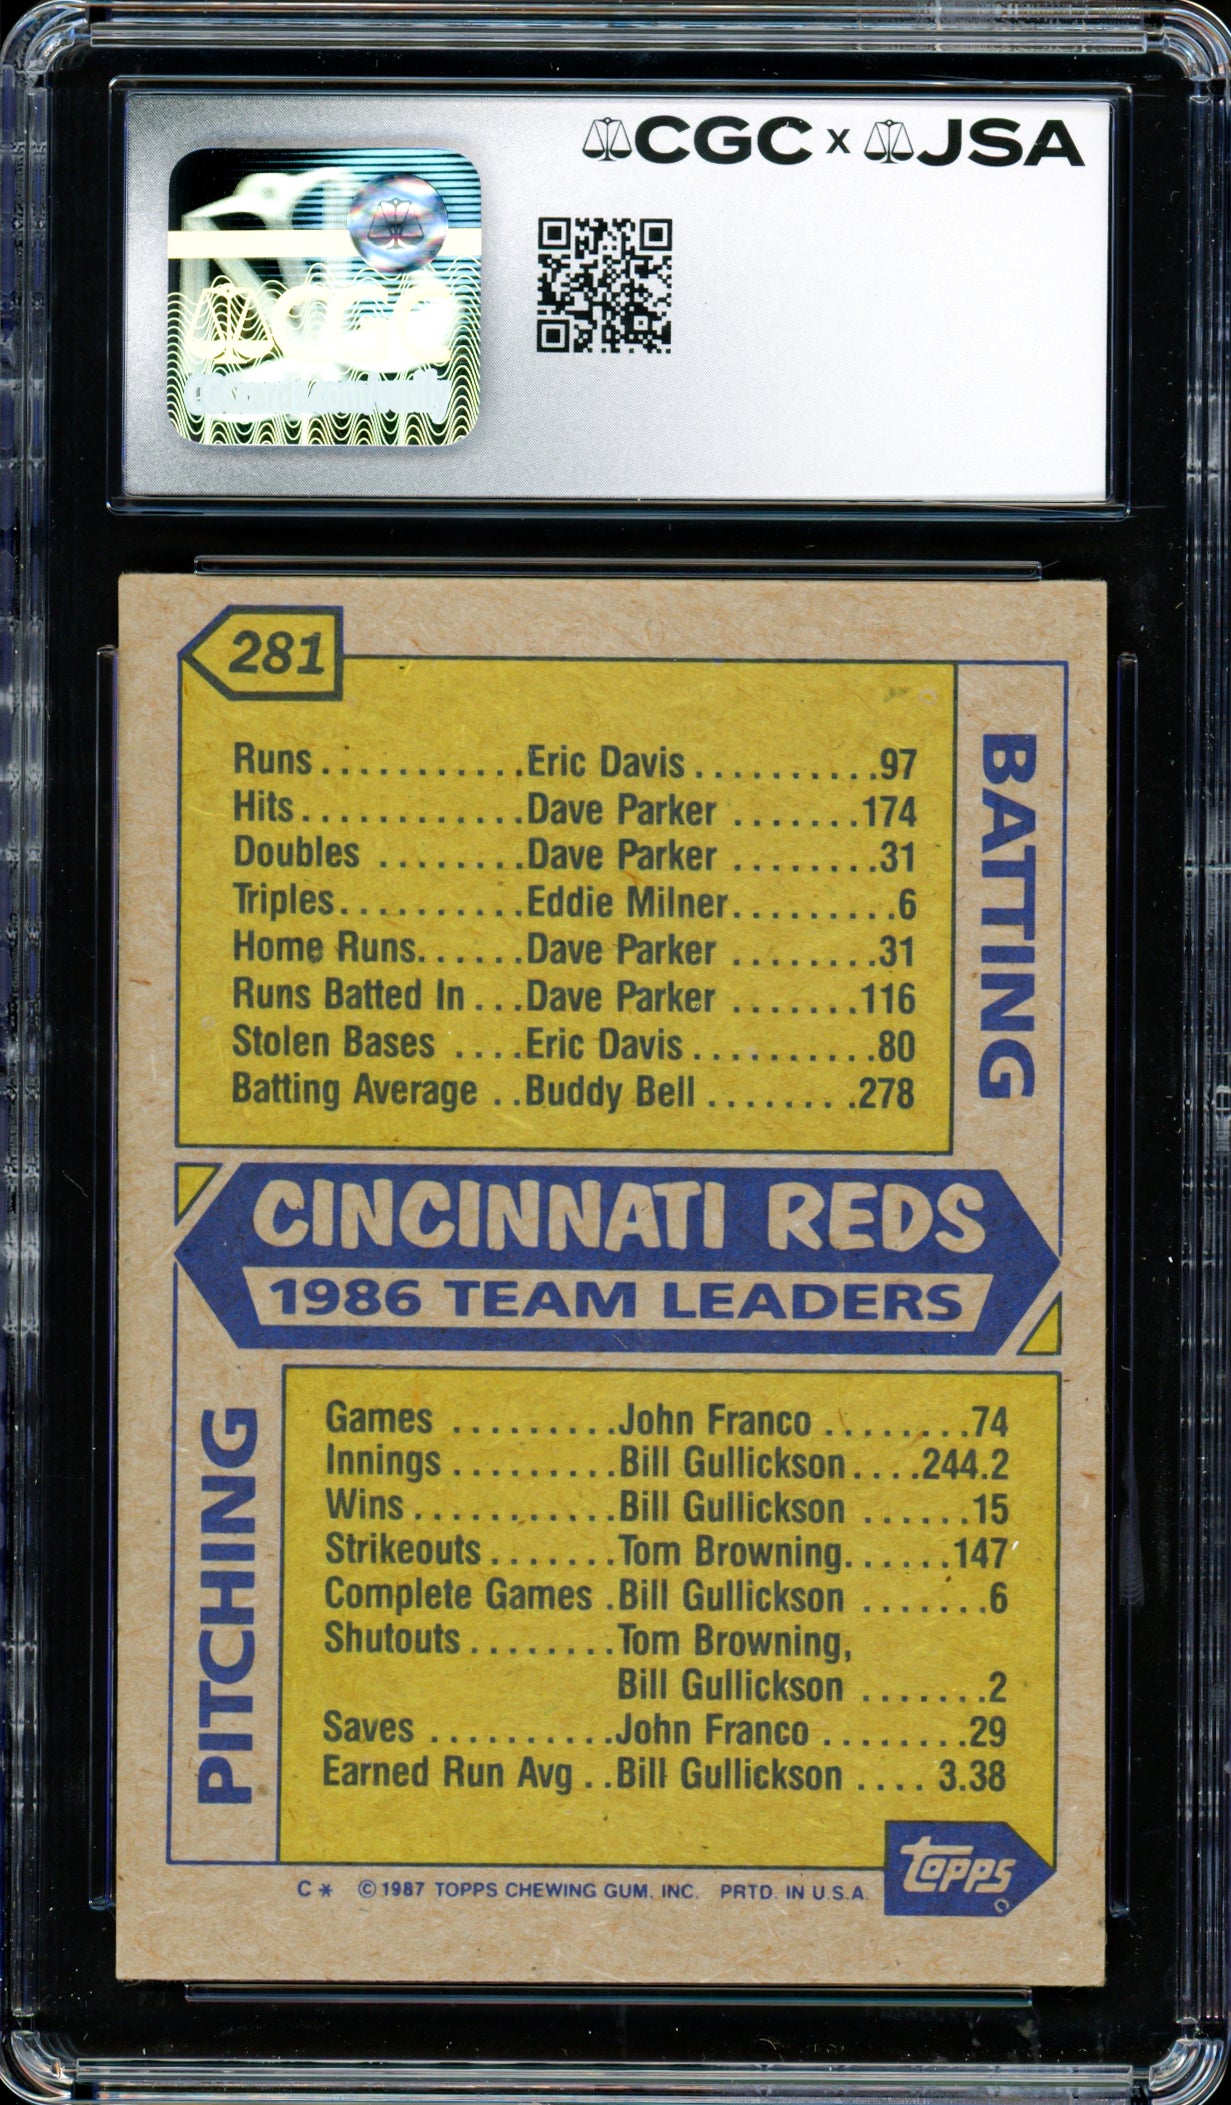 CGC x JSA
CGC
281
BATTING
Runs...........Eric Davis..........97
Hits............Dave Parker .......174
Doubles ........Dave Parker ........31
Triples..........Eddie Milner.........6
Home Runs......Dave Parker ........31
Runs Batted In...Dave Parker .......116
Stolen Bases ....Eric Davis..........80
Batting Average ..Buddy Bell ........278
CINCINNATI REDS
1986 TEAM LEADERS
PITCHING
Games .........John Franco ........74
Innings .........Bill Gullickson....244.2
Wins...........Bill Gullickson ......15
Strikeouts.......Tom Browning......147
Complete Games .Bill Gullickson .......6
Shutouts........Tom Browning,
Bill Gullickson .......2
Saves ..........John Franco ........29
Earned Run Avg ..Bill Gullickson .... 3.38
topps
C* © 1987 TOPPS CHEWING GUM, INC. PRTD. IN U.S.A.